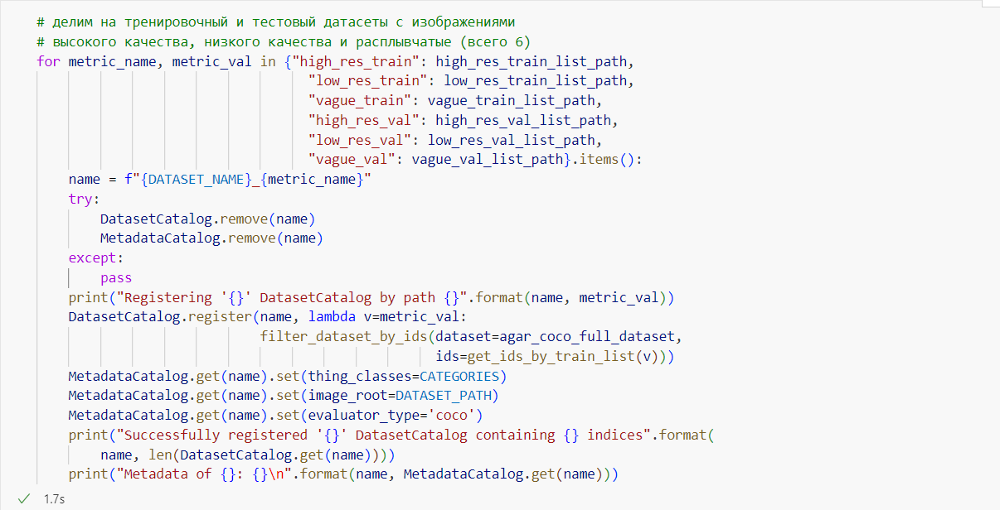 # делим на тренировочный и тестовый датасеты с изображениями
# высокого качества, низкого качества и расплывчатые (всего 6)
for metric_name, metric_val in {"high_res_train": high_res_train_list_path,
"low_res_train": low_res_train_list_path,
"vague_train": vague_train_list_path,
"high_res_val": high_res_val_list_path,
"low_res_val": low_res_val_list_path,
"vague_val": vague_val_list_path}.items():
name = f"{DATASET_NAME}_{metric_name}"
try:
DatasetCatalog.remove(name)
MetadataCatalog.remove(name)
except:
pass
print("Registering '{}' DatasetCatalog by path {}".format(name, metric_val))
DatasetCatalog.register(name, lambda v=metric_val:
filter_dataset_by_ids(dataset=agar_coco_full_dataset,
ids=get_ids_by_train_list(v)))
MetadataCatalog.get(name).set(thing_classes=CATEGORIES)
MetadataCatalog.get(name).set(image_root=DATASET_PATH)
MetadataCatalog.get(name).set(evaluator_type='coco')
print("Successfully registered '{}' DatasetCatalog containing {} indices".format(
name, len(DatasetCatalog.get(name))))
print("Metadata of {}: {}\n".format(name, MetadataCatalog.get(name)))
1.7s